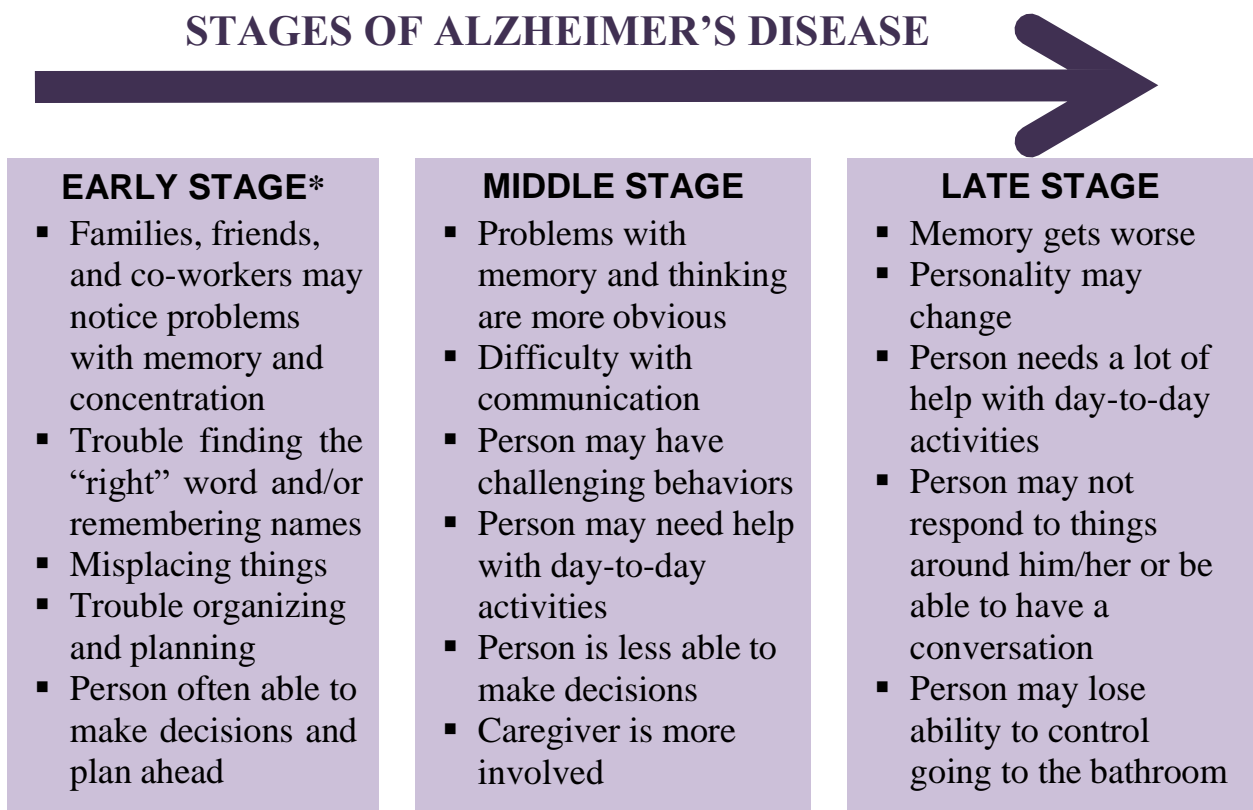 STAGES OF ALZHEIMER’S DISEASE
EARLY STAGE*
▪ Families, friends,
and co-workers may
notice problems
with memory and
concentration
▪ Trouble finding the
“right” word and/or
remembering names
▪ Misplacing things
▪ Trouble organizing
and planning
▪ Person often able to
make decisions and
plan ahead
MIDDLE STAGE
▪ Problems with
memory and thinking
are more obvious
▪ Difficulty with
communication
▪ Person may have
challenging behaviors
▪ Person may need help
with day-to-day
activities
▪ Person is less able to
make decisions
▪ Caregiver is more
involved
LATE STAGE
▪ Memory gets worse
▪ Personality may
change
▪ Person needs a lot of
help with day-to-day
activities
▪ Person may not
respond to things
around him/her or be
able to have a
conversation
▪ Person may lose
ability to control
going to the bathroom